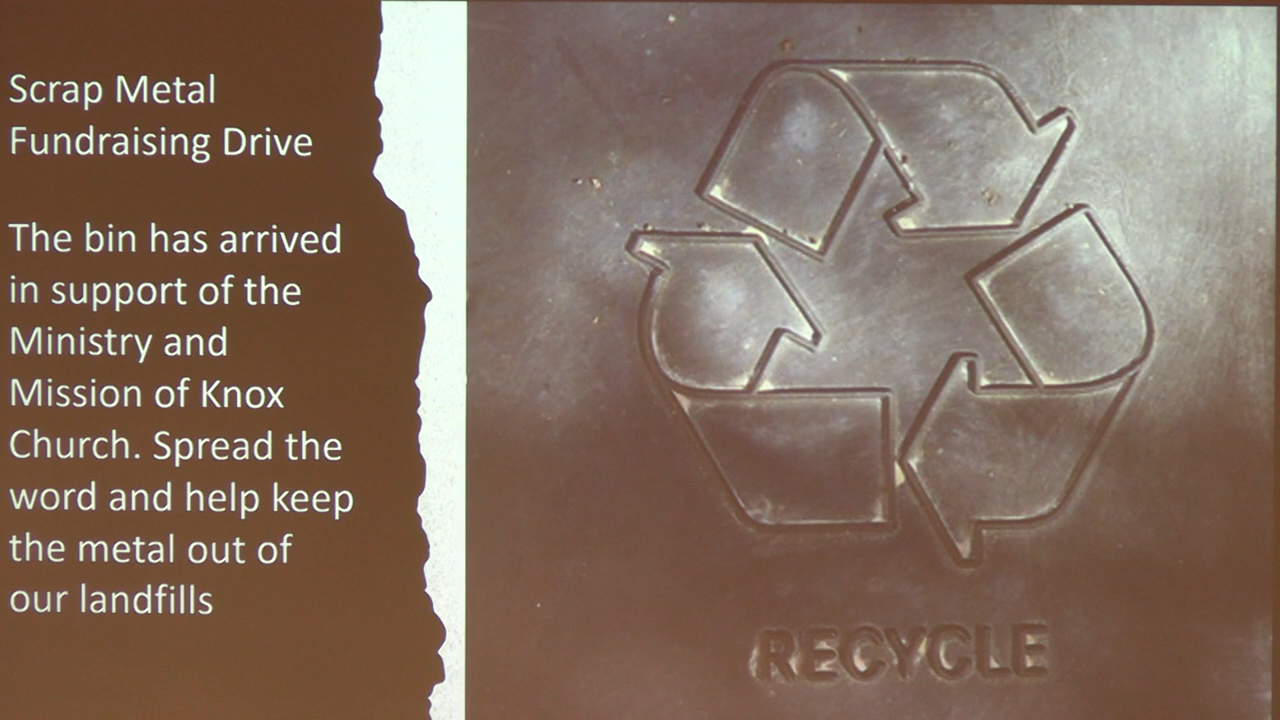 Scrap Metal
Fundraising Drive
The bin has arrived
in support of the
Ministry and
Mission of Knox
Church. Spread the
word and help keep
the metal out of
our landfills
RECYCLE